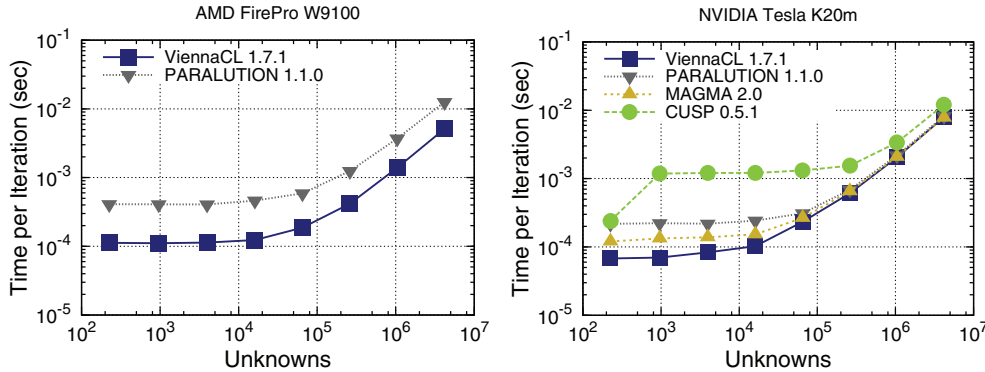 AMD FirePro W9100
Time per Iteration (sec)
10^-1
10^-2
10^-3
10^-4
10^-5
ViennaCL 1.7.1
PARALUTION 1.1.0
10^2
10^3
10^4
10^5
10^6
10^7
Unknowns
NVIDIA Tesla K20m
Time per Iteration (sec)
10^-1
10^-2
10^-3
10^-4
10^-5
ViennaCL 1.7.1
PARALUTION 1.1.0
MAGMA 2.0
CUSP 0.5.1
10^2
10^3
10^4
10^5
10^6
10^7
Unknowns